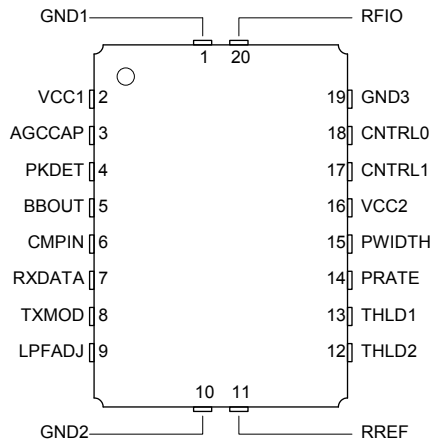 GND1 RFIO
1 20
VCC1 2 19 GND3
AGCCAP 3 18 CNTRL0
PKDET 4 17 CNTRL1
BBOUT 5 16 VCC2
CMPIN 6 15 PWIDTH
RXDATA 7 14 PRATE
TXMOD 8 13 THLD1
LPFADJ 9 12 THLD2
10 11
GND2 RREF